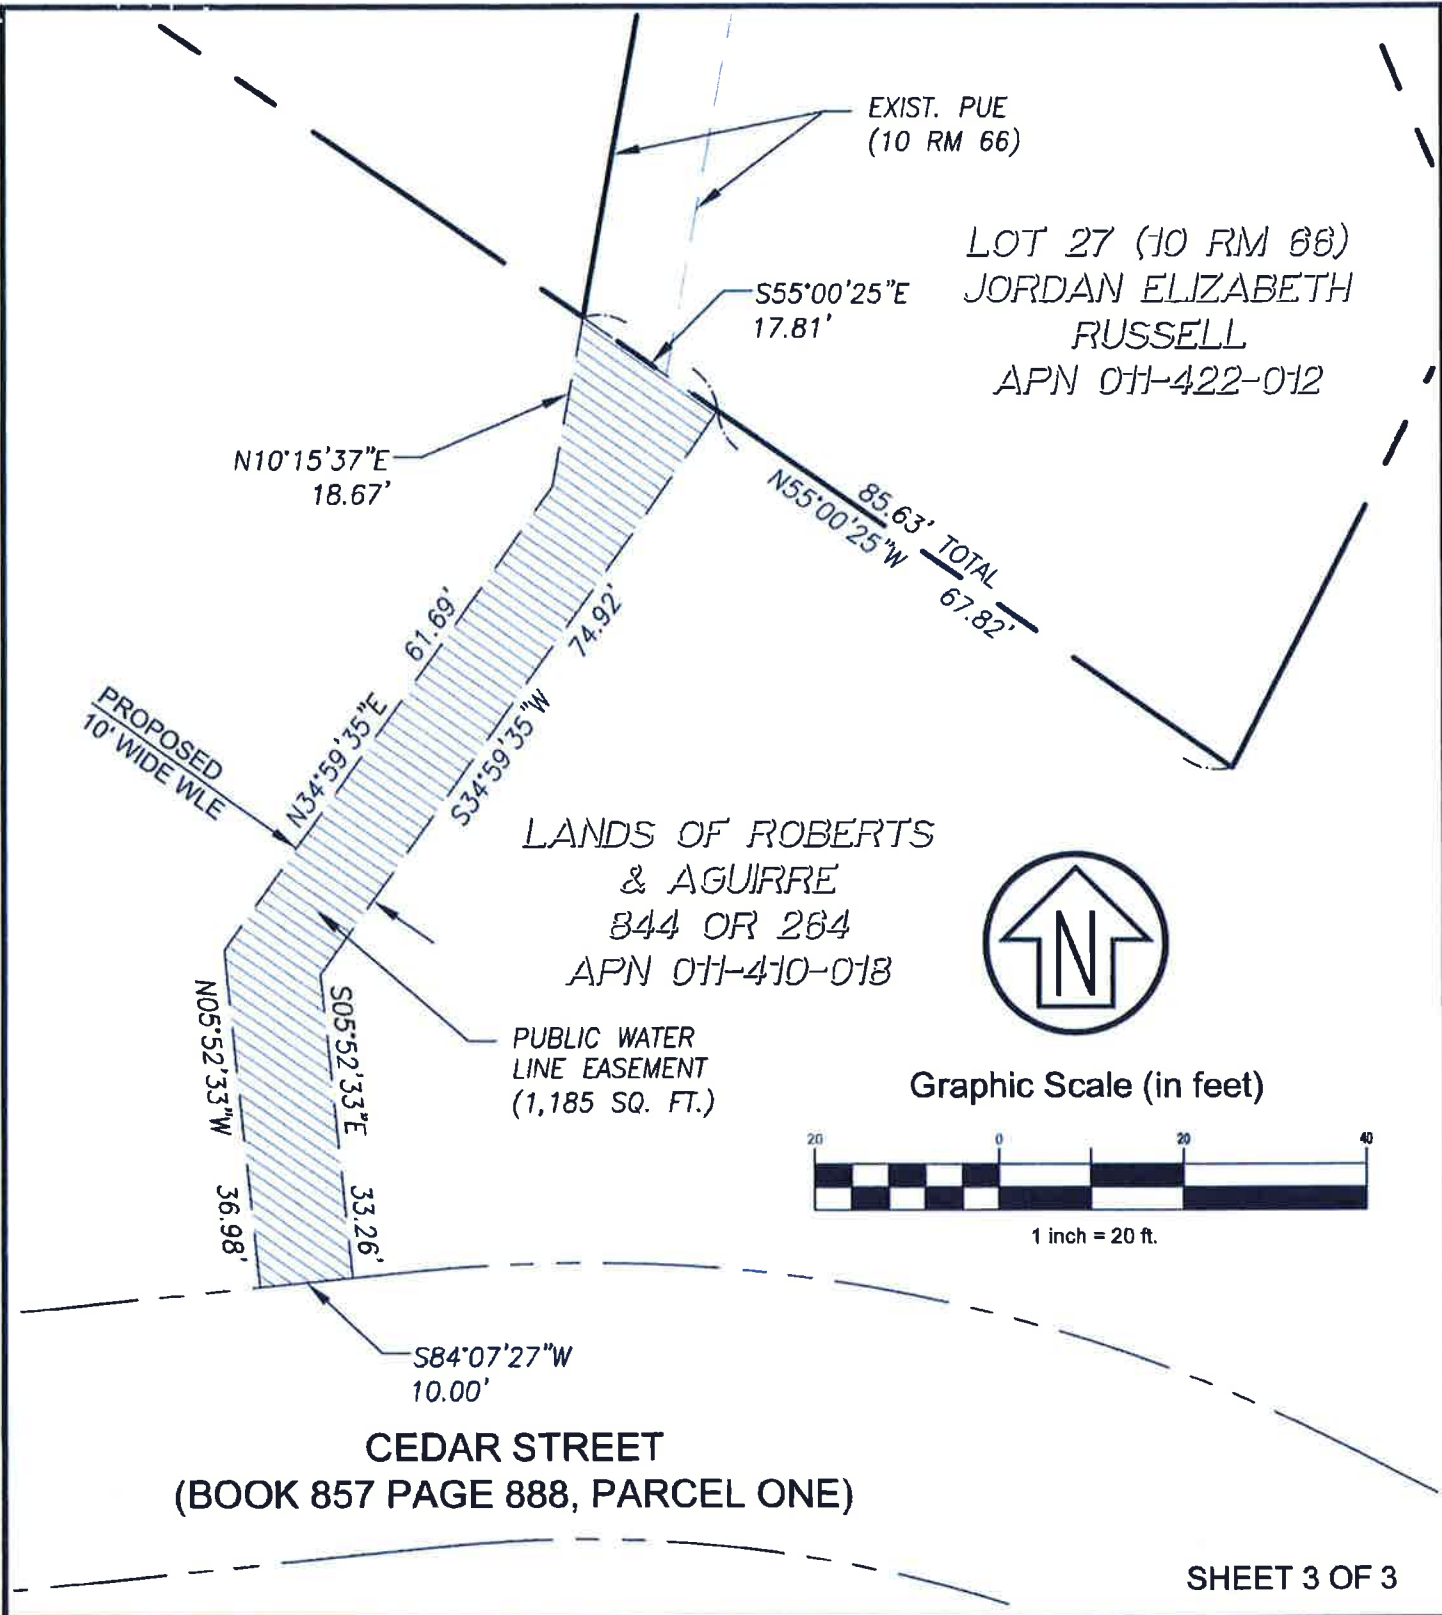 EXIST. PUE
(10 RM 66)
LOT 27 (10 RM 66)
JORDAN ELIZABETH
RUSSELL
APN 011-422-012
S55°00'25"E
17.81'
N10°15'37"E
18.67'
85.63' TOTAL
N55°00'25"W
67.82'
61.69'
N34°59'35"E
74.92'
S34°59'35"W
PROPOSED
10' WIDE WLE
LANDS OF ROBERTS
& AGUIRRE
844 OR 264
APN 011-410-018
N
N05°52'33"W
36.98'
S05°52'33"E
33.26'
PUBLIC WATER
LINE EASEMENT
(1,185 SQ. FT.)
Graphic Scale (in feet)
20 0 20 40
1 inch = 20 ft.
S84°07'27"W
10.00'
CEDAR STREET
(BOOK 857 PAGE 888, PARCEL ONE)
SHEET 3 OF 3